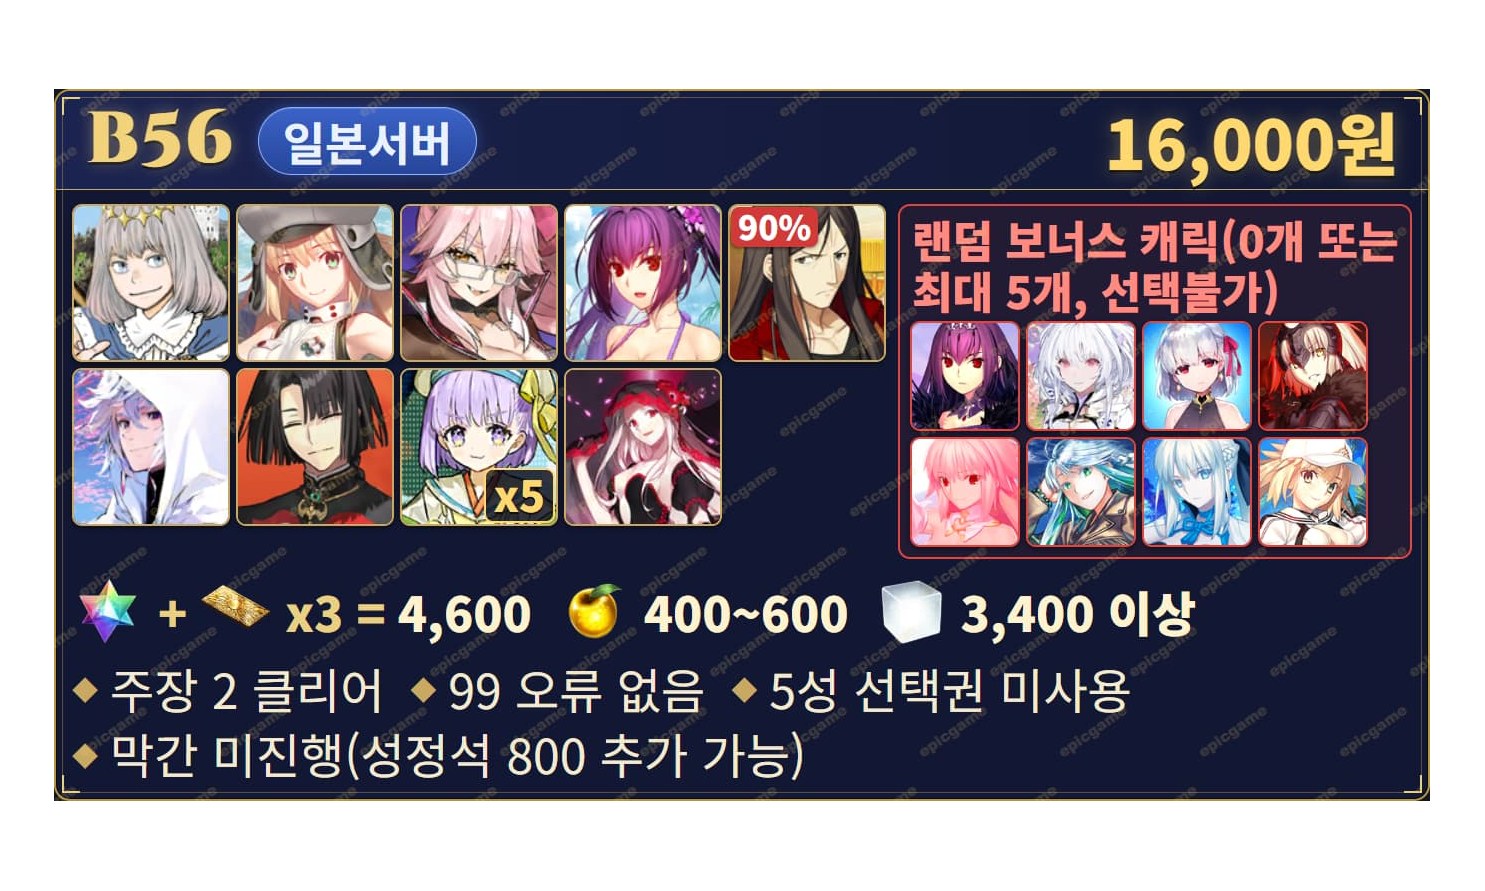 B56 일본서버 16,000원
90%
랜덤 보너스 캐릭(0개 또는
최대 5개, 선택불가)
x5
+ x3 = 4,600 400~600 3,400 이상
◆ 주장 2 클리어 ◆ 99 오류 없음 ◆ 5성 선택권 미사용
◆ 막간 미진행(성정석 800 추가 가능)
epicgame